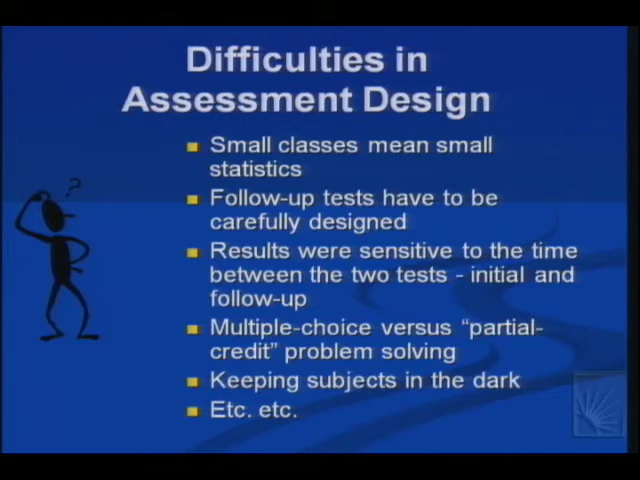 Difficulties in
Assessment Design
Small classes mean small
statistics
Follow-up tests have to be
carefully designed
Results were sensitive to the time
between the two tests - initial and
follow-up
Multiple-choice versus “partial-
credit” problem solving
Keeping subjects in the dark
Etc. etc.
?